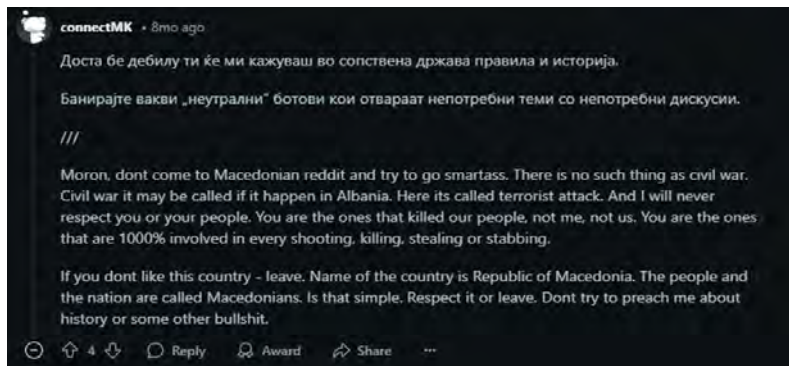 connectMK • 8mo ago
Доста бе дебилу ти ќе ми кажуваш во сопствена држава правила и историја.
Банирајте вакви „неутрални“ ботови кои отвараат непотребни теми со непотребни дискусии.
///
Moron, dont come to Macedonian reddit and try to go smartass. There is no such thing as civil war.
Civil war it may be called if it happen in Albania. Here its called terrorist attack. And I will never
respect you or your people. You are the ones that killed our people, not me, not us. You are the ones
that are 1000% involved in every shooting, killing, stealing or stabbing.
If you dont like this country - leave. Name of the country is Republic of Macedonia. The people and
the nation are called Macedonians. Is that simple. Respect it or leave. Dont try to preach me about
history or some other bullshit.
4 Reply Award Share ...